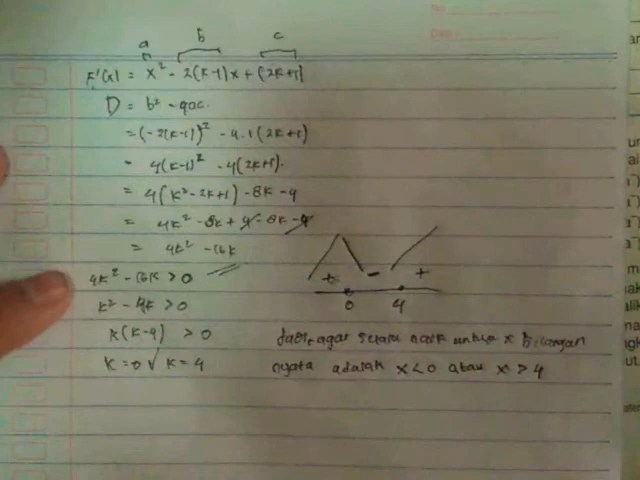 a b c
F'(x) = x² - 2(k-1)x + (2k+1)
D = b² - 4ac.
= (-2(k-1))² - 4.1(2k+1)
= 4(k-1)² - 4(2k+1).
= 4(k²-2k+1) - 8k - 4
= 4k² - 8k + 4 - 8k - 4
= 4k² - 16k
4k² - 16k > 0
k² - 4k > 0
k(k-4) > 0
k = 0 √ k = 4
+ - +
0 4
Jadi, agar selalu naik untuk x bilangan
nyata adalah x < 0 atau x > 4